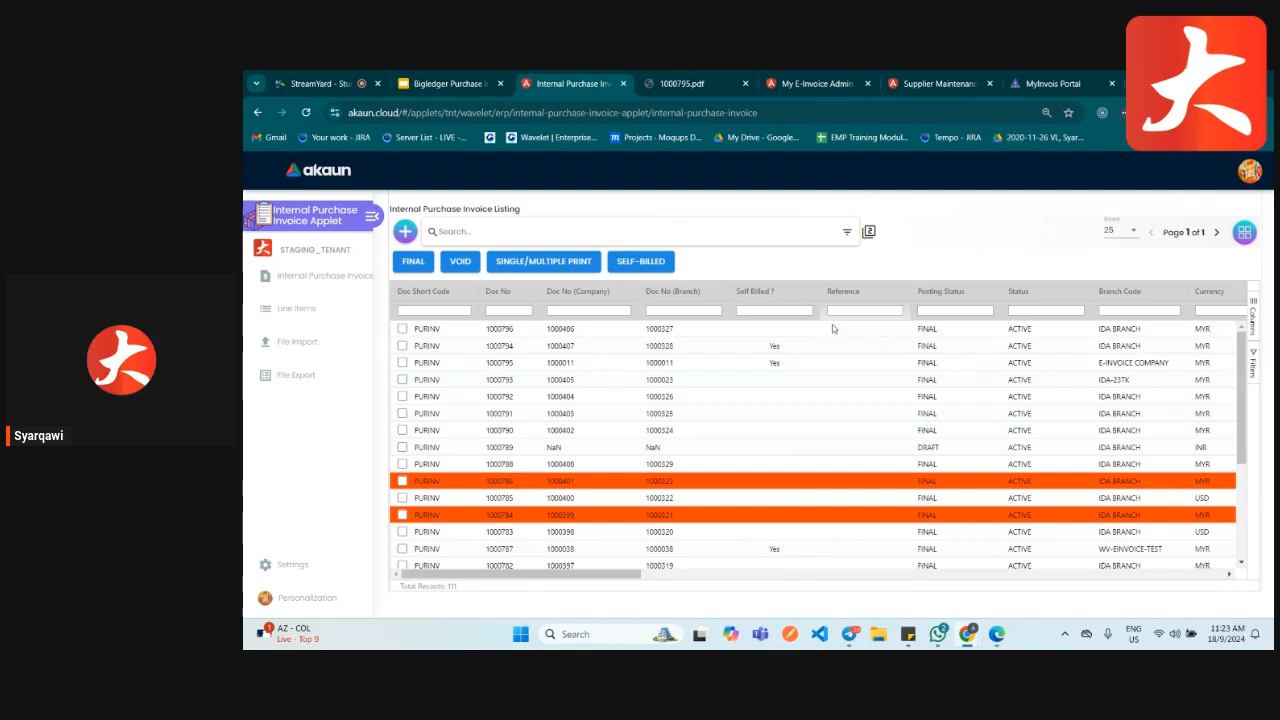 StreamYard - Stu
Bigledger Purchase I
Internal Purchase Inv
1000795.pdf
My E-Invoice Admin
Supplier Maintenanc
MyInvois Portal
akaun.cloud/#/applets/tnt/wavelet/erp/internal-purchase-invoice-applet/internal-purchase-invoice
Gmail
Your work - JIRA
Server List - LIVE -...
Wavelet | Enterprise...
Projects - Moqups D...
My Drive - Google...
EMP Training Modul...
Tempo - JIRA
2020-11-26 VL, Syar...
大
akaun
Internal Purchase Invoice Applet
STAGING_TENANT
Internal Purchase Invoice
Line Items
File Import
File Export
Settings
Personalization
Internal Purchase Invoice Listing
Search...
2
Rows
25
Page 1 of 1
FINAL VOID SINGLE/MULTIPLE PRINT SELF-BILLED
Doc Short Code Doc No Doc No (Company) Doc No (Branch) Self Billed ? Reference Posting Status Status Branch Code Currency
PURINV 1000796 1000406 1000327 FINAL ACTIVE IDA BRANCH MYR
PURINV 1000794 1000407 1000328 Yes FINAL ACTIVE IDA BRANCH MYR
PURINV 1000795 1000011 1000011 Yes FINAL ACTIVE E-INVOICE COMPANY MYR
PURINV 1000793 1000405 1000023 FINAL ACTIVE IDA-23TK MYR
PURINV 1000792 1000404 1000326 FINAL ACTIVE IDA BRANCH MYR
PURINV 1000791 1000403 1000325 FINAL ACTIVE IDA BRANCH MYR
PURINV 1000790 1000402 1000324 FINAL ACTIVE IDA BRANCH MYR
PURINV 1000789 NaN NaN DRAFT ACTIVE IDA BRANCH INR
PURINV 1000788 1000408 1000329 FINAL ACTIVE IDA BRANCH MYR
PURINV 1000786 1000401 1000323 FINAL ACTIVE IDA BRANCH MYR
PURINV 1000785 1000400 1000322 FINAL ACTIVE IDA BRANCH USD
PURINV 1000784 1000399 1000321 FINAL ACTIVE IDA BRANCH MYR
PURINV 1000783 1000398 1000320 FINAL ACTIVE IDA BRANCH USD
PURINV 1000787 1000038 1000038 Yes FINAL ACTIVE WV-EINVOICE-TEST MYR
PURINV 1000782 1000397 1000319 FINAL ACTIVE IDA BRANCH MYR
Total Records: 111
Columns
Filters
大
Syarqawi
1
AZ - COL
Live - Top 9
Search
2
ENG
US
11:23 AM
18/9/2024